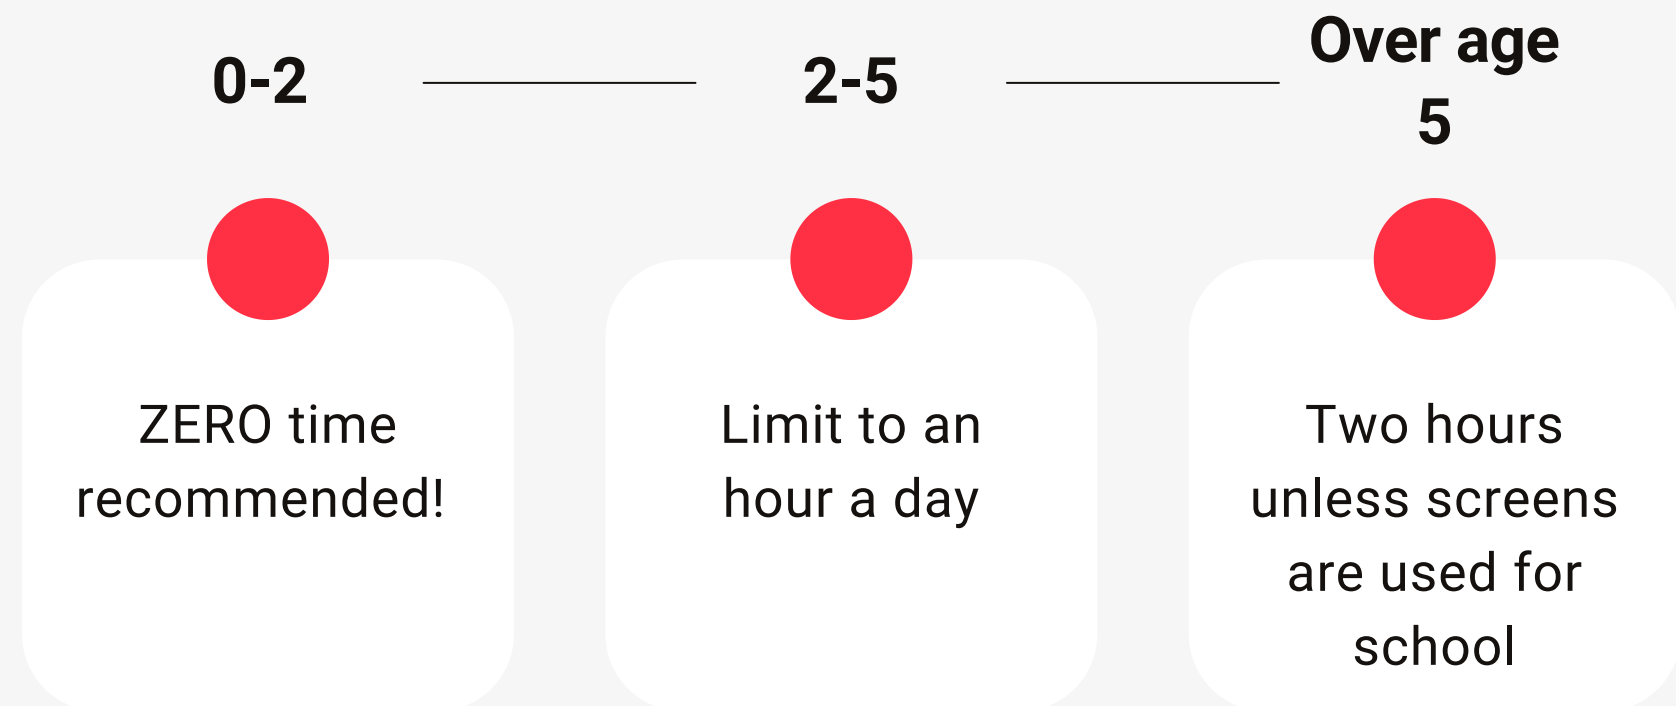 0-2
2-5
Over age
5
ZERO time
recommended!
Limit to an
hour a day
Two hours
unless screens
are used for
school